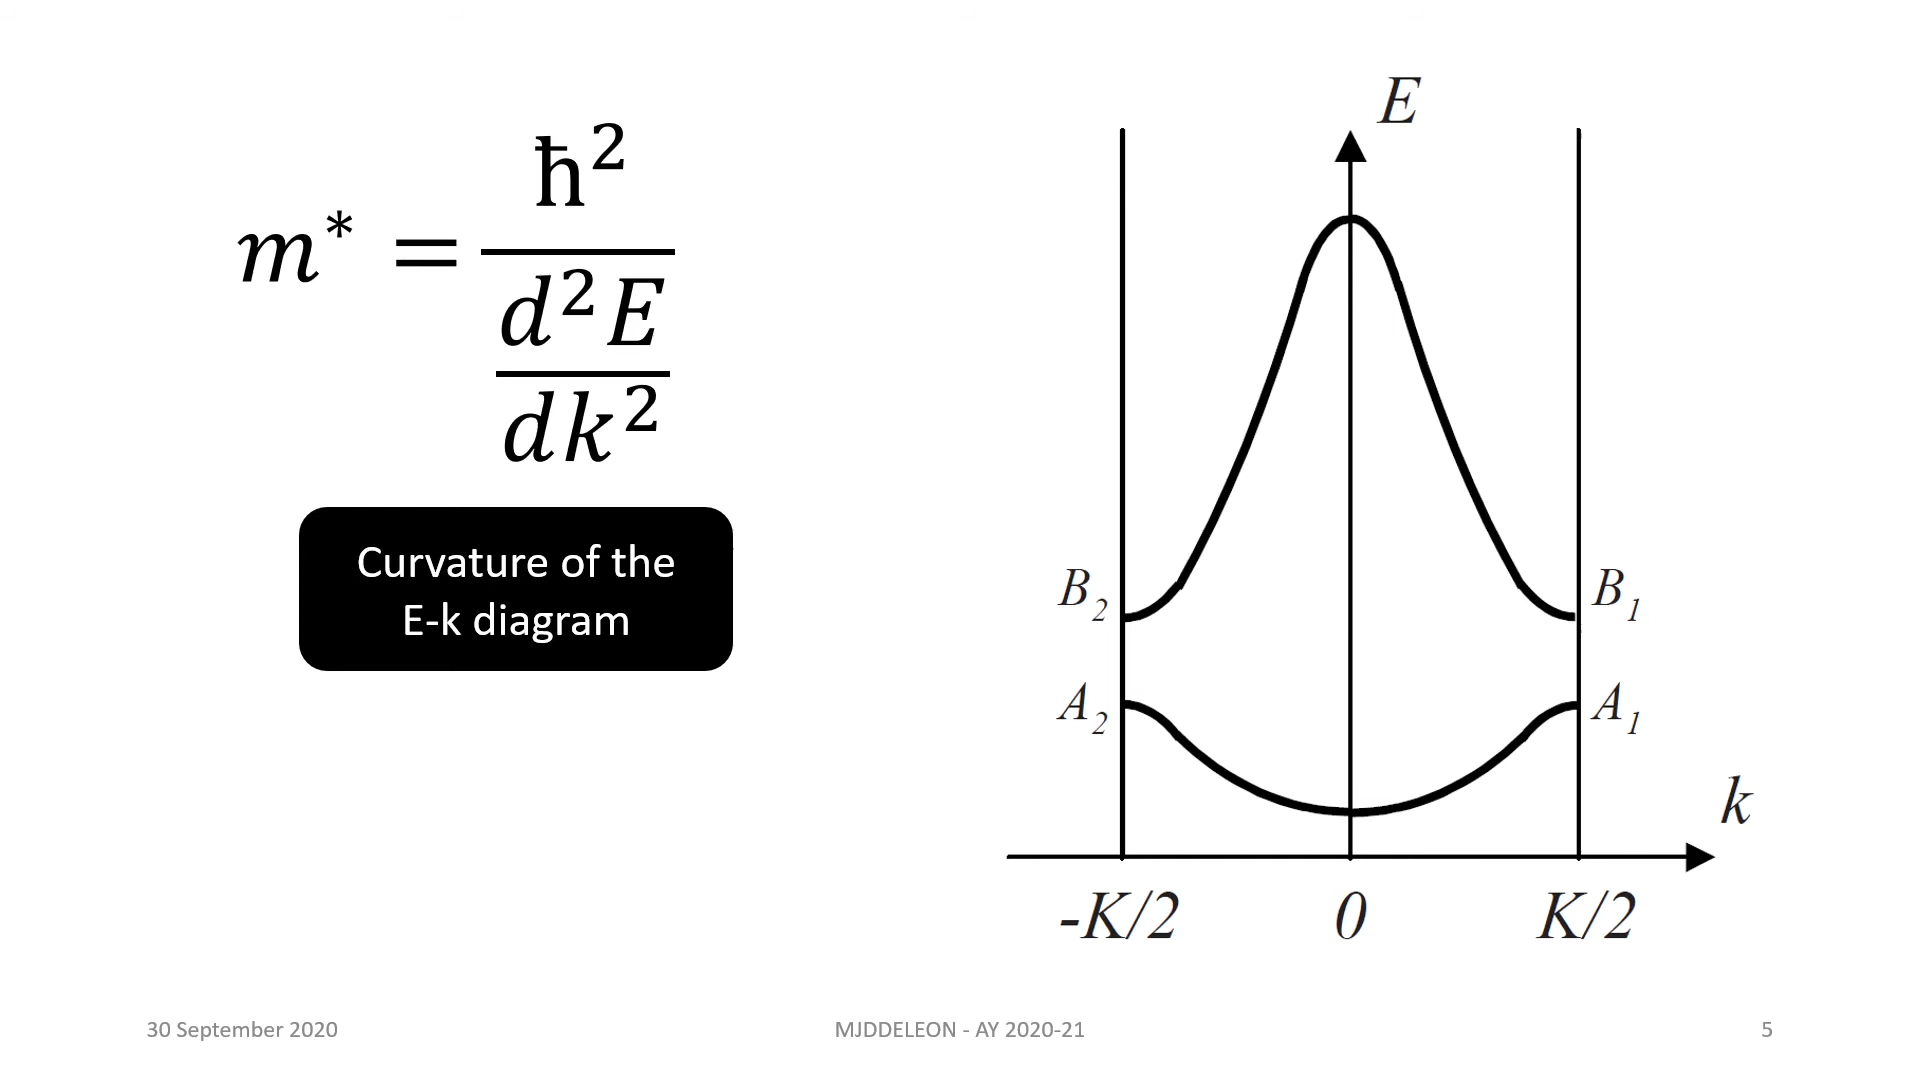 m* = ħ² / (d²E / dk²)
Curvature of the
E-k diagram
E
B₂
B₁
A₂
A₁
k
-K/2 0 K/2
30 September 2020 MJDDELEON - AY 2020-21 5